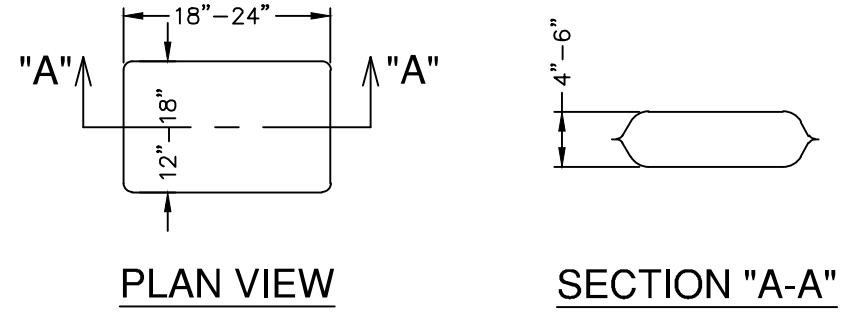 18"-24"
"A" "A"
12"-18"
PLAN VIEW
4"-6"
SECTION "A-A"